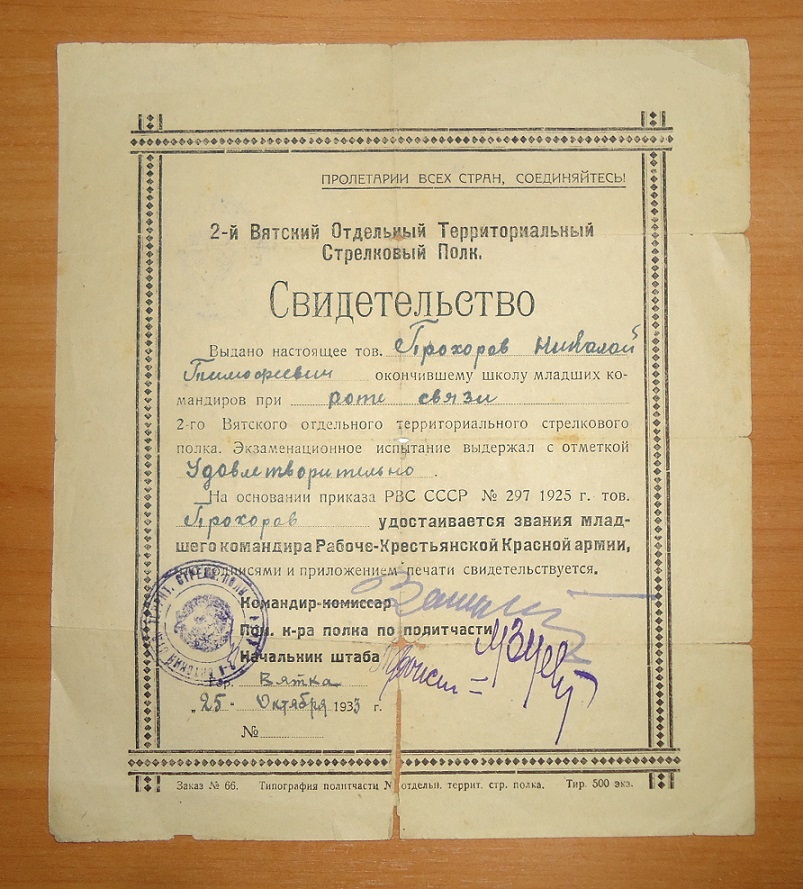 ПРОЛЕТАРИИ ВСЕХ СТРАН, СОЕДИНЯЙТЕСЬ!
2-й Вятский Отдельный Территориальный
Стрелковый Полк.
Свидетельство
Выдано настоящее тов. Прохоров Николай
Тимофеевич окончившему школу младших ко-
мандиров при роте связи
2-го Вятского отдельного территориального стрелкового
полка. Экзаменационное испытание выдержал с отметкой
Удовлетворительно.
На основании приказа РВС СССР № 297 1925 г. тов.
Прохоров удостаивается звания млад-
шего командира Рабоче-Крестьянской Красной армии,
и приложением печати свидетельствуется.
Командир-комиссар
Пом. к-ра полка по политчасти
Начальник штаба
гор. Вятка
"25" Октября 1933 г.
№
Заказ № 66. Типография политчасти отдельн. террит. стр. полка. Тир. 500 экз.